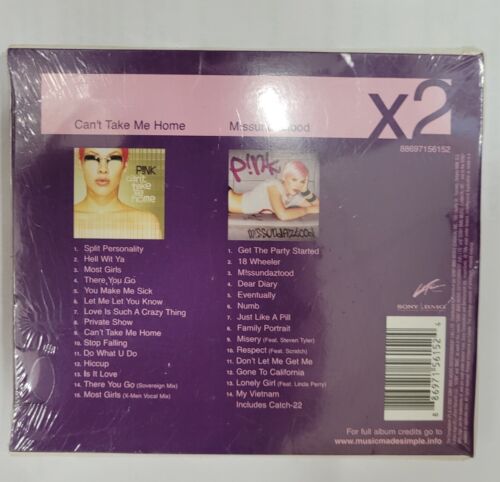 x2
88697156152
Can't Take Me Home
M!ssundaztood
P!NK
can't
take
me
home
P!nk
m!ssundaztood
1. Split Personality
2. Hell Wit Ya
3. Most Girls
4. There You Go
5. You Make Me Sick
6. Let Me Let You Know
7. Love Is Such A Crazy Thing
8. Private Show
9. Can't Take Me Home
10. Stop Falling
11. Do What U Do
12. Hiccup
13. Is It Love
14. There You Go (Sovereign Mix)
15. Most Girls (X-Men Vocal Mix)
1. Get The Party Started
2. 18 Wheeler
3. M!ssundaztood
4. Dear Diary
5. Eventually
6. Numb
7. Just Like A Pill
8. Family Portrait
9. Misery (Feat. Steven Tyler)
10. Respect (Feat. Scratch)
11. Don't Let Me Get Me
12. Gone To California
13. Lonely Girl (Feat. Linda Perry)
14. My Vietnam
Includes Catch-22
SONY BMG
8 86971 56152 4
For full album credits go to
www.musicmadesimple.info